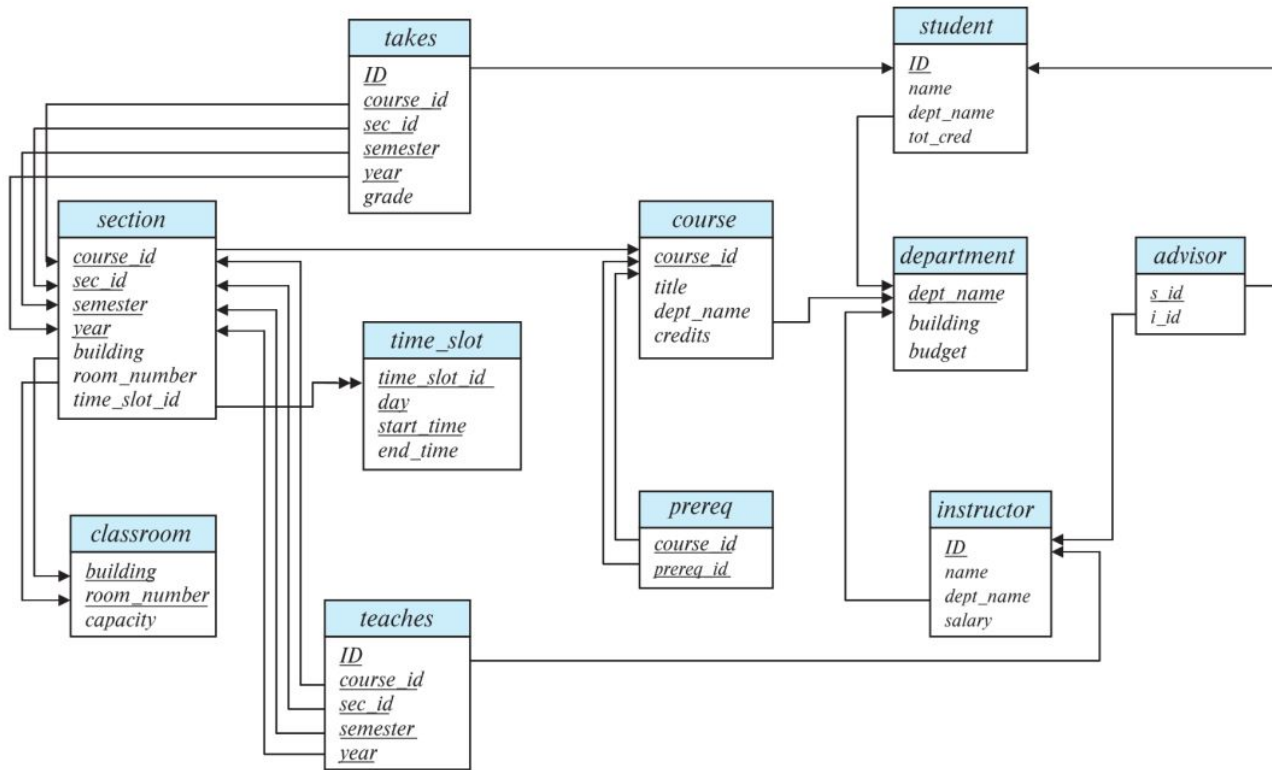 takes
ID
course_id
sec_id
semester
year
grade
student
ID
name
dept_name
tot_cred
section
course_id
sec_id
semester
year
building
room_number
time_slot_id
course
course_id
title
dept_name
credits
department
dept_name
building
budget
advisor
s_id
i_id
time_slot
time_slot_id
day
start_time
end_time
prereq
course_id
prereq_id
instructor
ID
name
dept_name
salary
classroom
building
room_number
capacity
teaches
ID
course_id
sec_id
semester
year